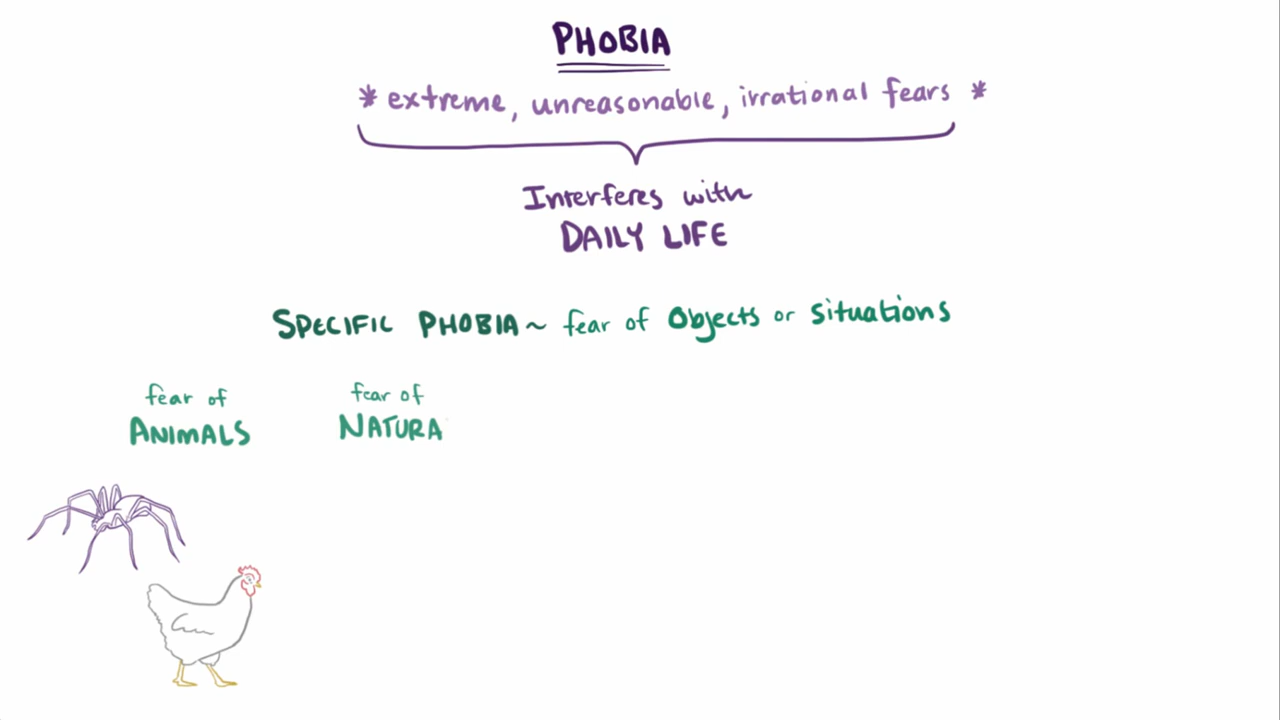 PHOBIA
* extreme, unreasonable, irrational fears *
Interferes with
DAILY LIFE
SPECIFIC PHOBIA ~ fear of Objects or situations
fear of
ANIMALS
fear of
NATURA